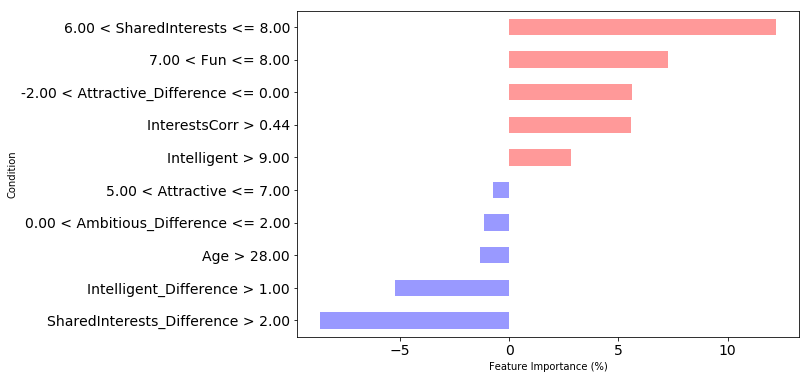 6.00 < SharedInterests <= 8.00
7.00 < Fun <= 8.00
-2.00 < Attractive_Difference <= 0.00
InterestsCorr > 0.44
Intelligent > 9.00
5.00 < Attractive <= 7.00
0.00 < Ambitious_Difference <= 2.00
Age > 28.00
Intelligent_Difference > 1.00
SharedInterests_Difference > 2.00
Condition
−5 0 5 10
Feature Importance (%)